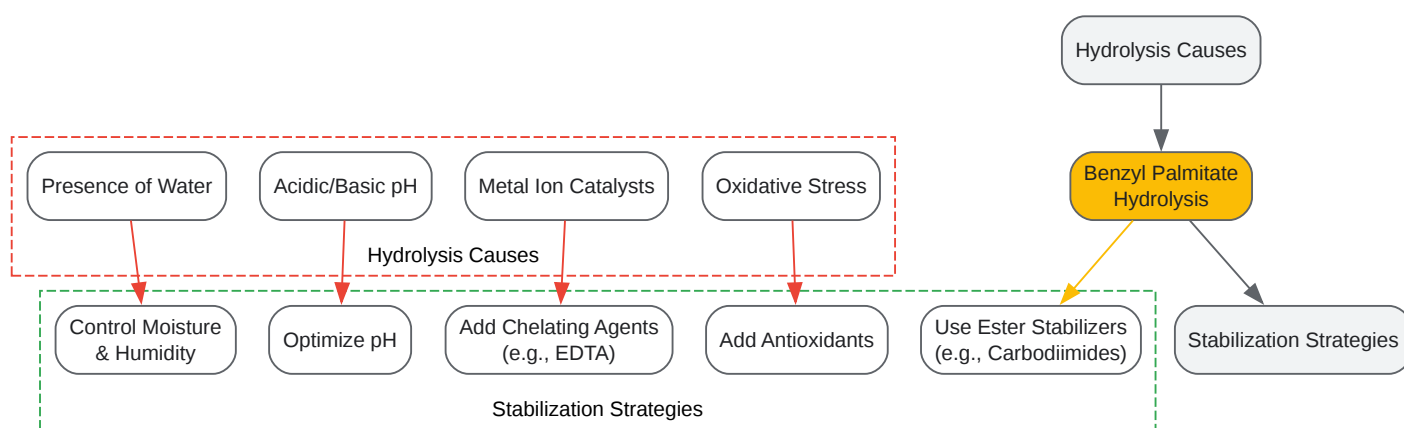 Hydrolysis Causes
Presence of Water
Acidic/Basic pH
Metal Ion Catalysts
Oxidative Stress
Benzyl Palmitate
Hydrolysis
Hydrolysis Causes
Control Moisture
& Humidity
Optimize pH
Add Chelating Agents
(e.g., EDTA)
Add Antioxidants
Use Ester Stabilizers
(e.g., Carbodiimides)
Stabilization Strategies
Stabilization Strategies